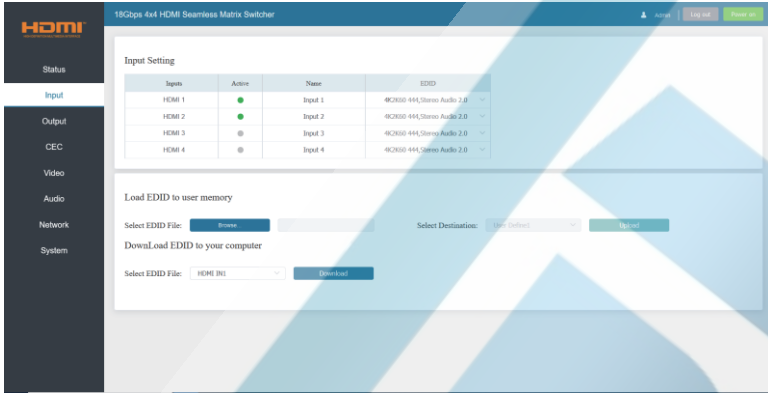 HDMI
18Gbps 4x4 HDMI Seamless Matrix Switcher
Admin
Log out
Power on
Status
Input
Output
CEC
Video
Audio
Network
System
Input Setting
Inputs Active Name EDID
HDMI 1 Input 1 4K2K60 444,Stereo Audio 2.0
HDMI 2 Input 2 4K2K60 444,Stereo Audio 2.0
HDMI 3 Input 3 4K2K60 444,Stereo Audio 2.0
HDMI 4 Input 4 4K2K60 444,Stereo Audio 2.0
Load EDID to user memory
Select EDID File: Browse Select Destination: User Define1 Upload
DownLoad EDID to your computer
Select EDID File: HDMI IN1 Download